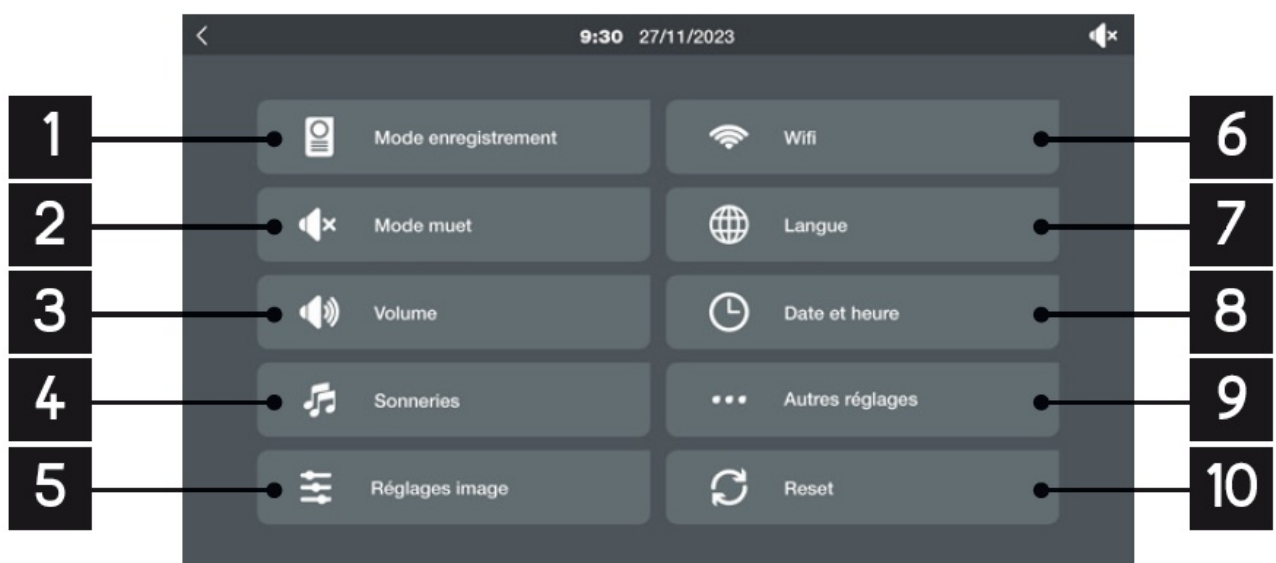 9:30 27/11/2023
1 Mode enregistrement Wifi 6
2 Mode muet Langue 7
3 Volume Date et heure 8
4 Sonneries Autres réglages 9
5 Réglages image Reset 10